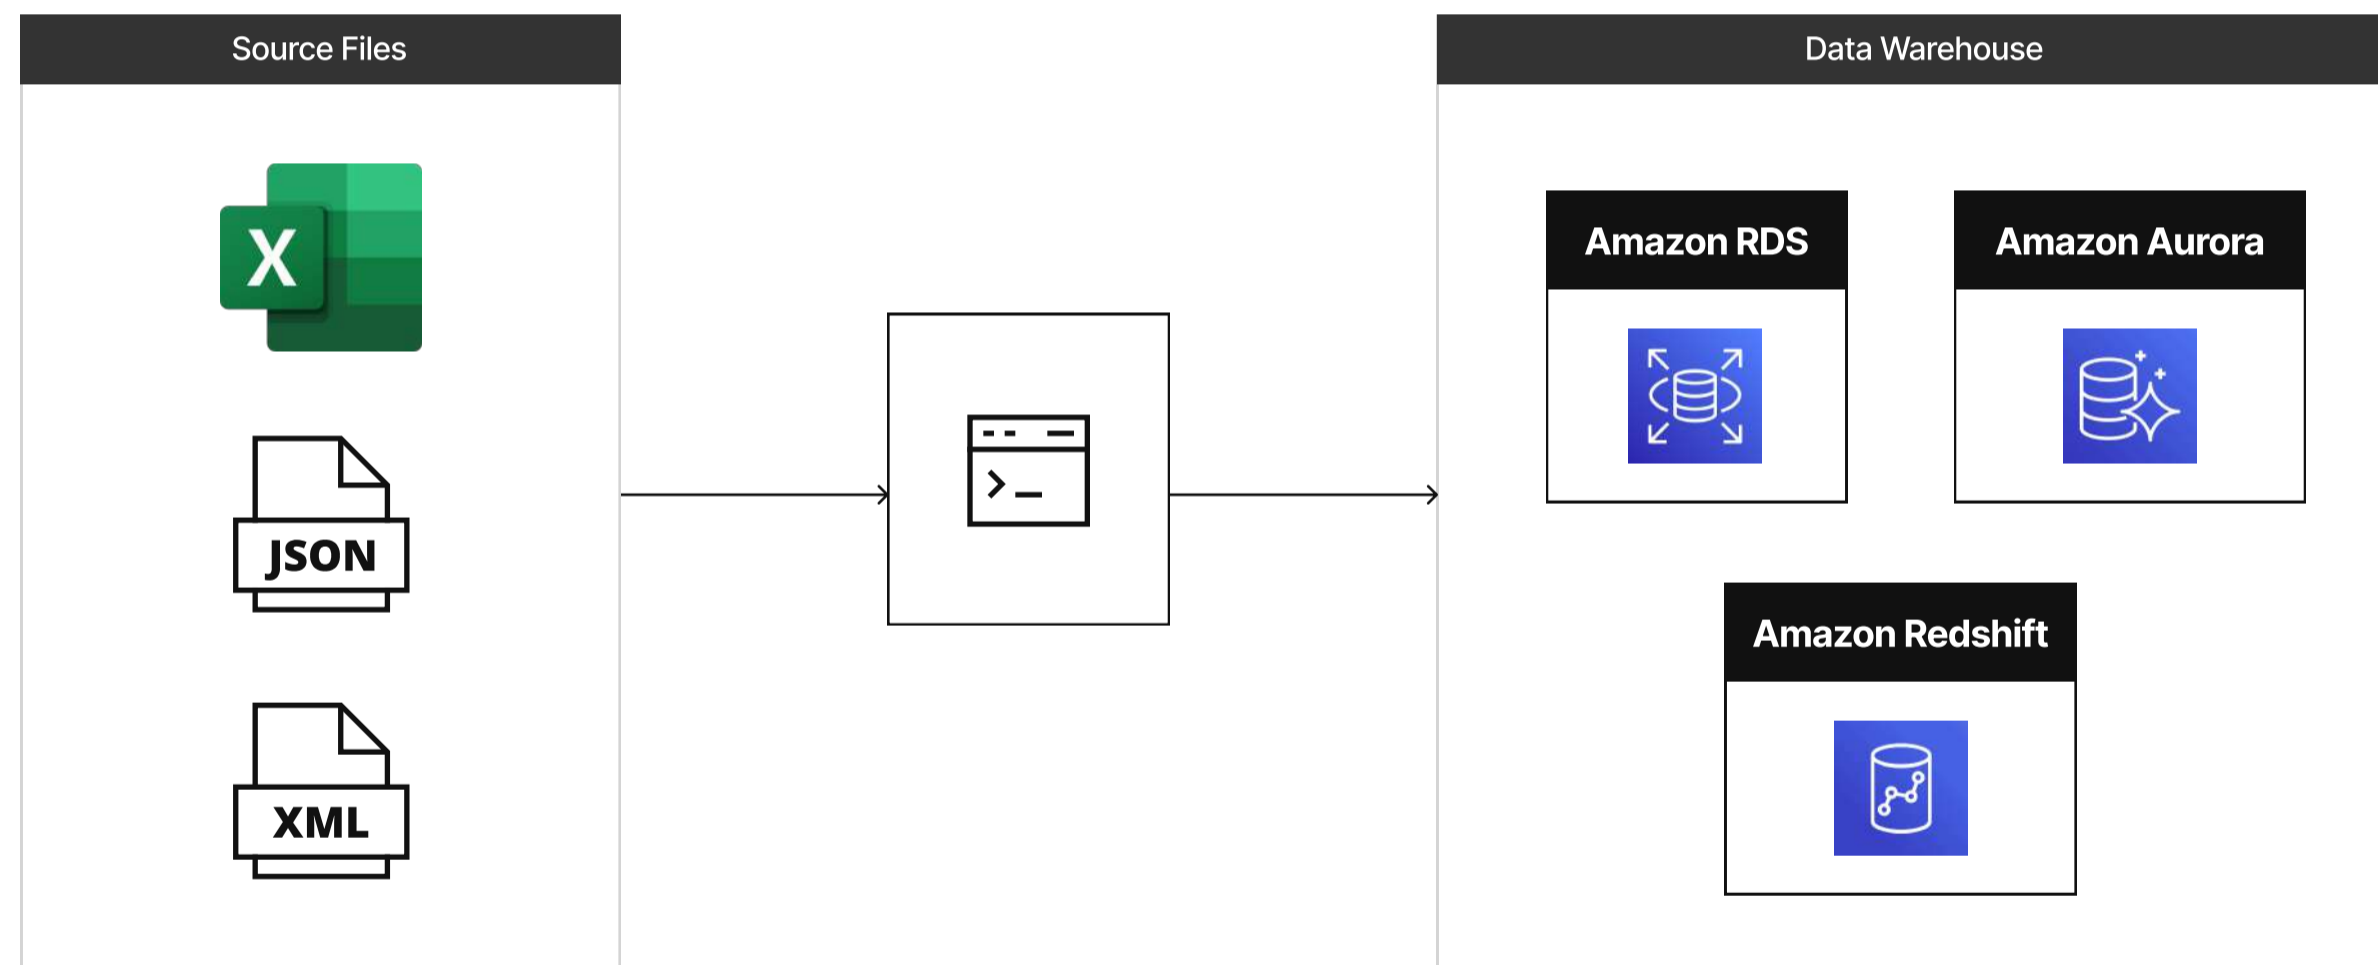 Source Files
Data Warehouse
X
JSON
XML
Amazon RDS
Amazon Aurora
Amazon Redshift